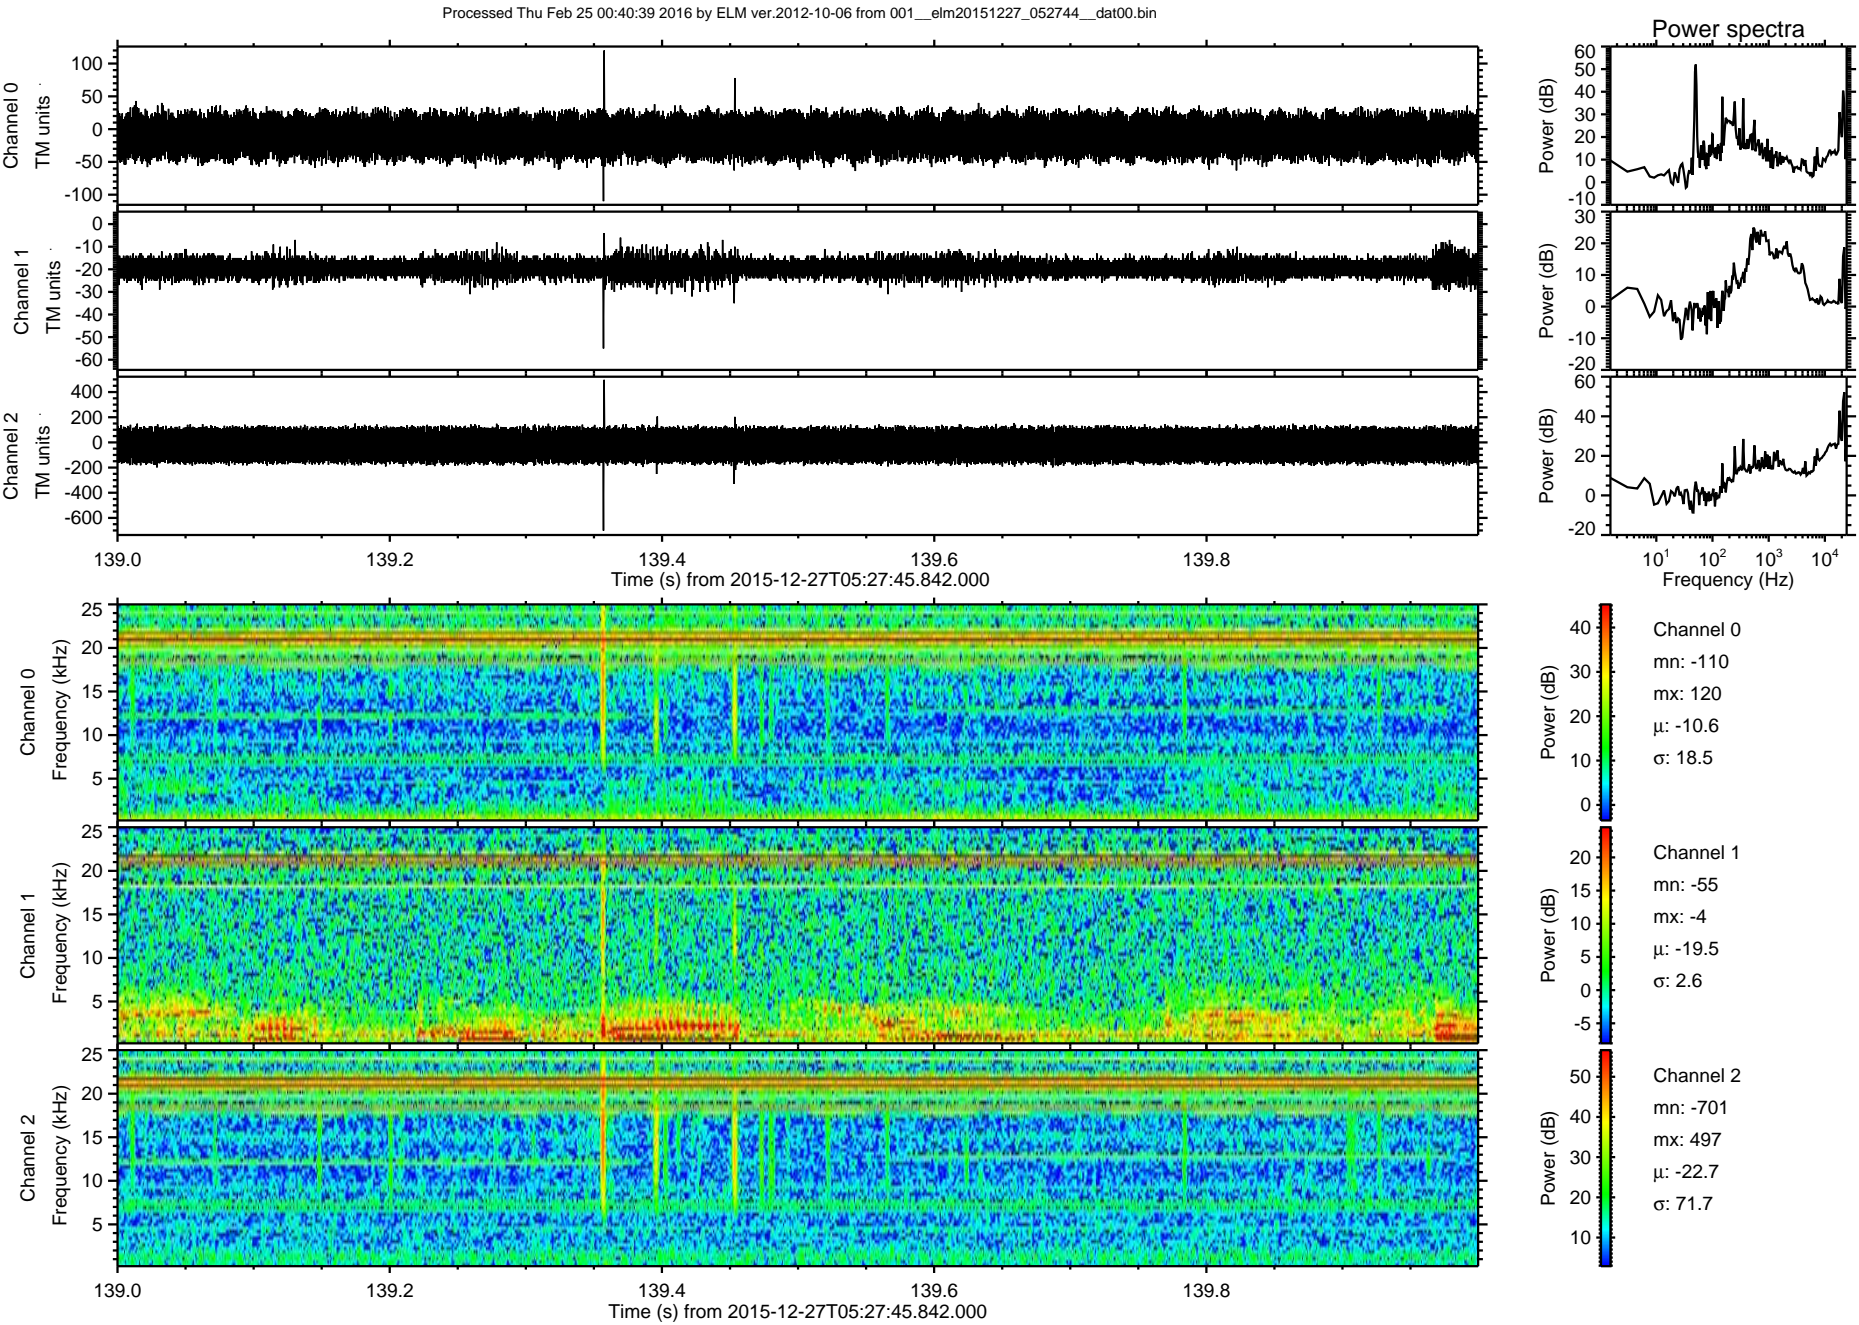 Processed Thu Feb 25 00:40:39 2016 by ELM ver.2012-10-06 from 001__elm20151227_052744__dat00.bin
Power spectra
Channel 0
TM units
100
50
0
-50
-100
Power (dB)
60
50
40
30
20
10
0
-10
Channel 1
TM units
0
-10
-20
-30
-40
-50
-60
Power (dB)
30
20
10
0
-10
-20
Channel 2
TM units
400
200
0
-200
-400
-600
Power (dB)
60
40
20
0
-20
139.0 139.2 139.4 139.6 139.8
Time (s) from 2015-12-27T05:27:45.842.000
10¹ 10² 10³ 10⁴
Frequency (Hz)
Channel 0
Frequency (kHz)
25
20
15
10
5
Power (dB)
40
30
20
10
0
Channel 0
mn: -110
mx: 120
μ: -10.6
σ: 18.5
Channel 1
Frequency (kHz)
25
20
15
10
5
Power (dB)
20
15
10
5
0
-5
Channel 1
mn: -55
mx: -4
μ: -19.5
σ: 2.6
Channel 2
Frequency (kHz)
25
20
15
10
5
Power (dB)
50
40
30
20
10
Channel 2
mn: -701
mx: 497
μ: -22.7
σ: 71.7
139.0 139.2 139.4 139.6 139.8
Time (s) from 2015-12-27T05:27:45.842.000